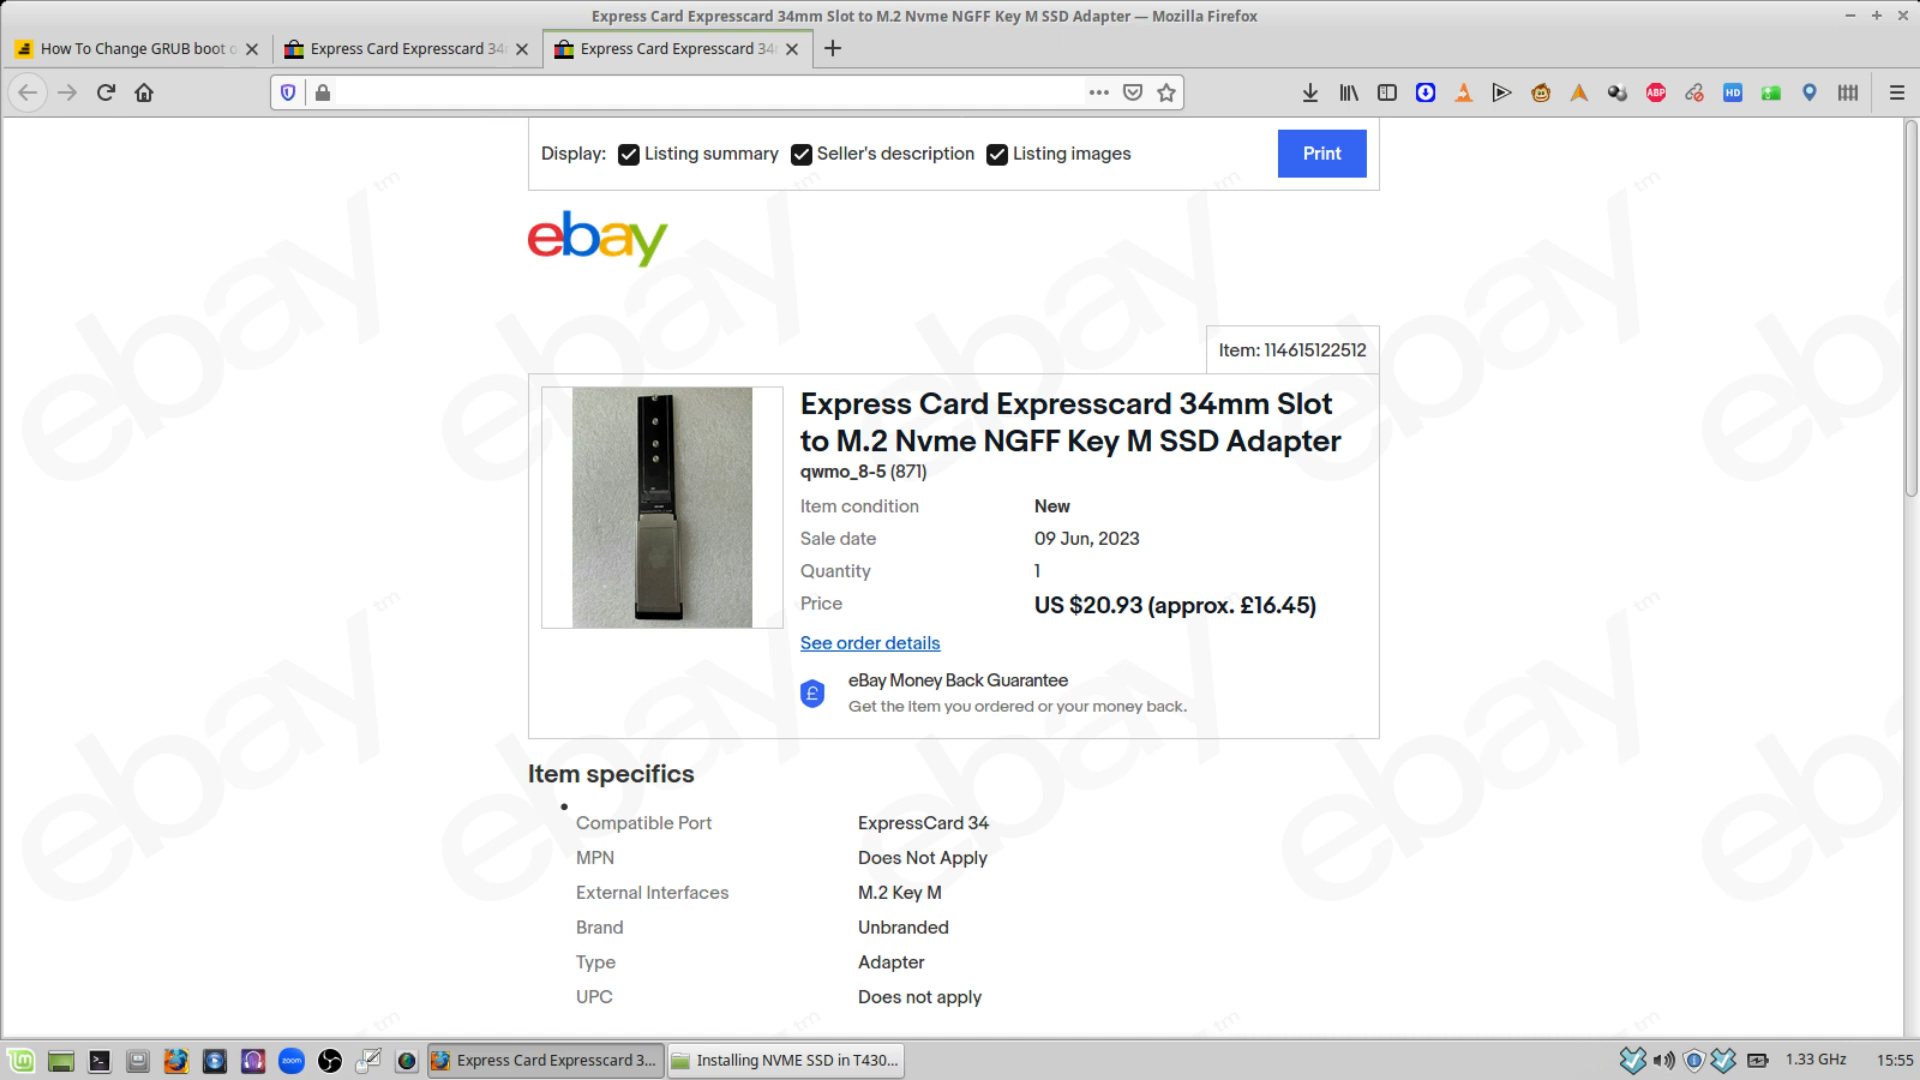 Express Card Expresscard 34mm Slot to M.2 Nvme NGFF Key M SSD Adapter — Mozilla Firefox
How To Change GRUB boot o
Express Card Expresscard 34
Express Card Expresscard 34
Display: Listing summary Seller's description Listing images Print
ebay
Item: 114615122512
Express Card Expresscard 34mm Slot
to M.2 Nvme NGFF Key M SSD Adapter
qwmo_8-5 (871)
Item condition New
Sale date 09 Jun, 2023
Quantity 1
Price US $20.93 (approx. £16.45)
See order details
eBay Money Back Guarantee
Get the item you ordered or your money back.
Item specifics
Compatible Port ExpressCard 34
MPN Does Not Apply
External Interfaces M.2 Key M
Brand Unbranded
Type Adapter
UPC Does not apply
ABP
HD
zoom
Express Card Expresscard 3...
Installing NVME SSD in T430...
1.33 GHz
15:55
ebay™